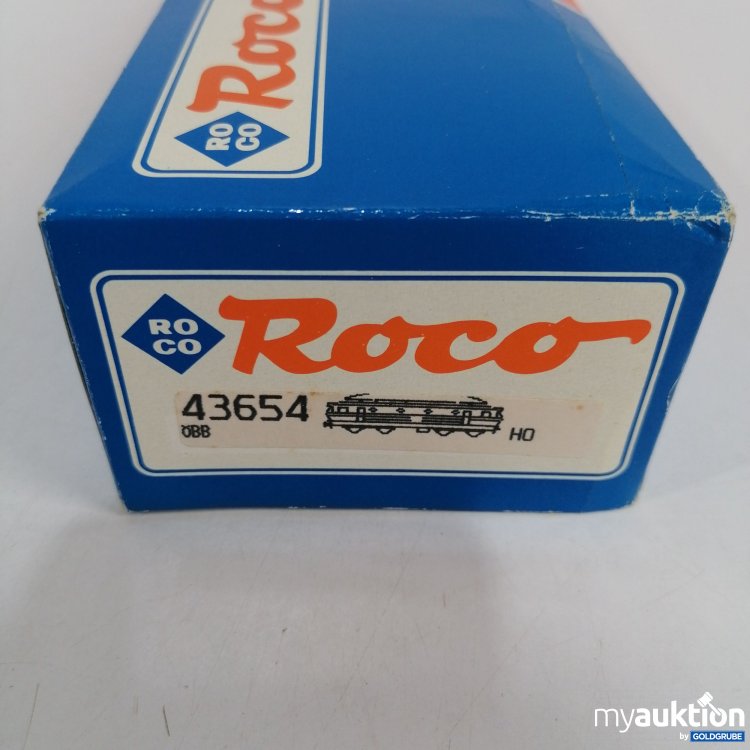 Roco
RO
CO
RO
CO
Roco
43654
ÖBB
HO
myauktion
by GOLDGRUBE